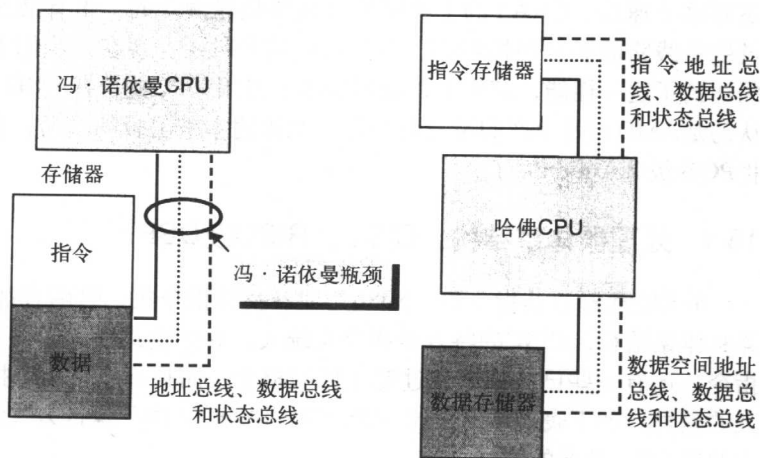 冯·诺依曼CPU
存储器
指令
数据
冯·诺依曼瓶颈
地址总线、数据总线
和状态总线
指令存储器
指令地址总
线、数据总线
和状态总线
哈佛CPU
数据存储器
数据空间地址
总线、数据总
线和状态总线